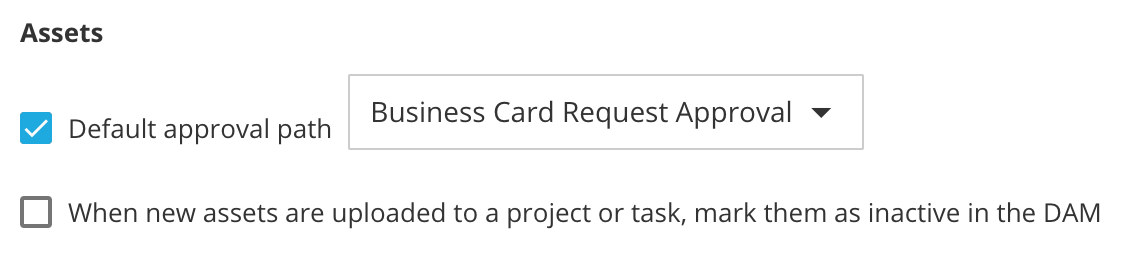 Assets
Default approval path Business Card Request Approval
When new assets are uploaded to a project or task, mark them as inactive in the DAM